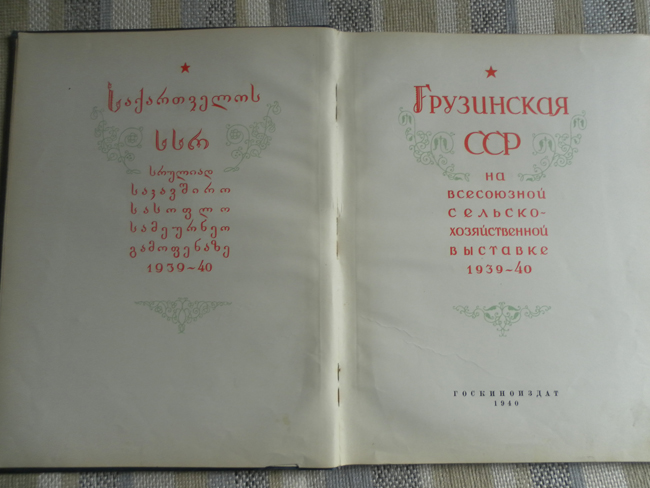 საქართველოს
სსრ
სრულიად
საკავშირო
სასოფლო
სამეურნეო
გამოფენაზე
1939-40
Грузинская
ССР
на
Всесоюзной
сельско-
хозяйственной
выставке
1939-40
ГОСКИНОИЗДАТ
1940